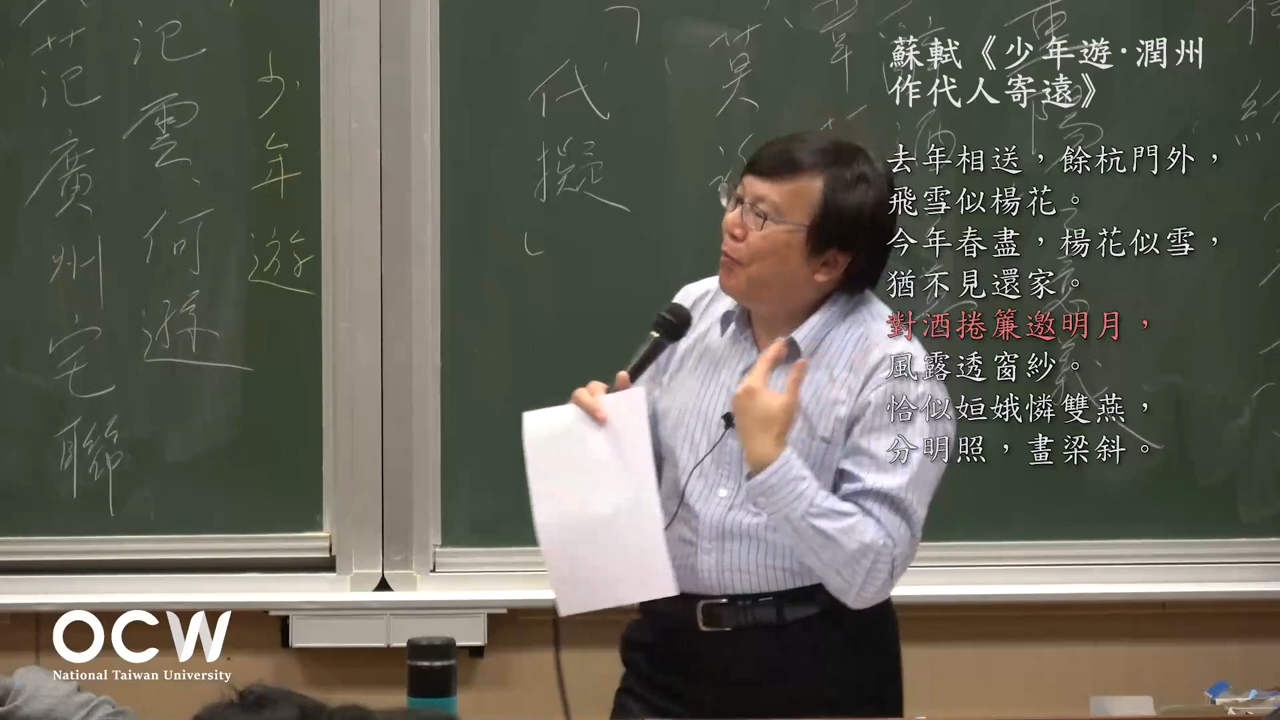 蘇軾《少年遊·潤州
作代人寄遠》
去年相送，餘杭門外，
飛雪似楊花。
今年春盡，楊花似雪，
猶不見還家。
對酒捲簾邀明月，
風露透窗紗。
恰似姮娥憐雙燕，
分明照，畫梁斜。
「代擬」
少年遊
記雲何遊
範廣州宅聯
OCW
National Taiwan University